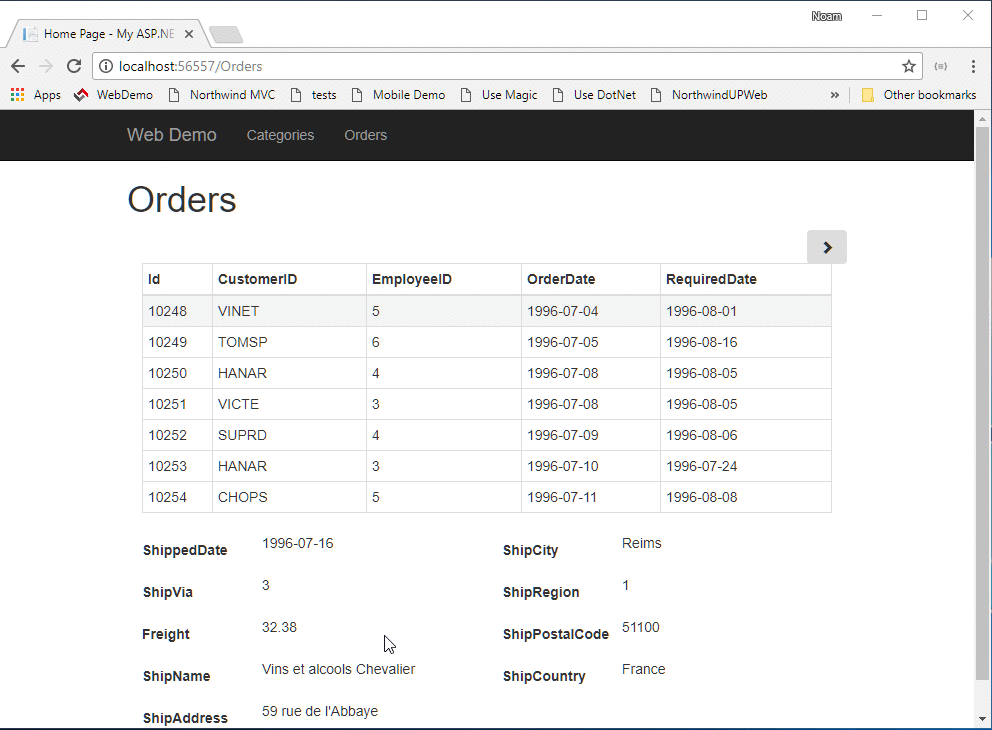 Noam
Home Page - My ASP.NE
localhost:56557/Orders
Apps WebDemo Northwind MVC tests Mobile Demo Use Magic Use DotNet NorthwindUPWeb » Other bookmarks
Web Demo Categories Orders
Orders
Id CustomerID EmployeeID OrderDate RequiredDate
10248 VINET 5 1996-07-04 1996-08-01
10249 TOMSP 6 1996-07-05 1996-08-16
10250 HANAR 4 1996-07-08 1996-08-05
10251 VICTE 3 1996-07-08 1996-08-05
10252 SUPRD 4 1996-07-09 1996-08-06
10253 HANAR 3 1996-07-10 1996-07-24
10254 CHOPS 5 1996-07-11 1996-08-08
ShippedDate 1996-07-16 ShipCity Reims
ShipVia 3 ShipRegion 1
Freight 32.38 ShipPostalCode 51100
ShipName Vins et alcools Chevalier ShipCountry France
ShipAddress 59 rue de l'Abbaye